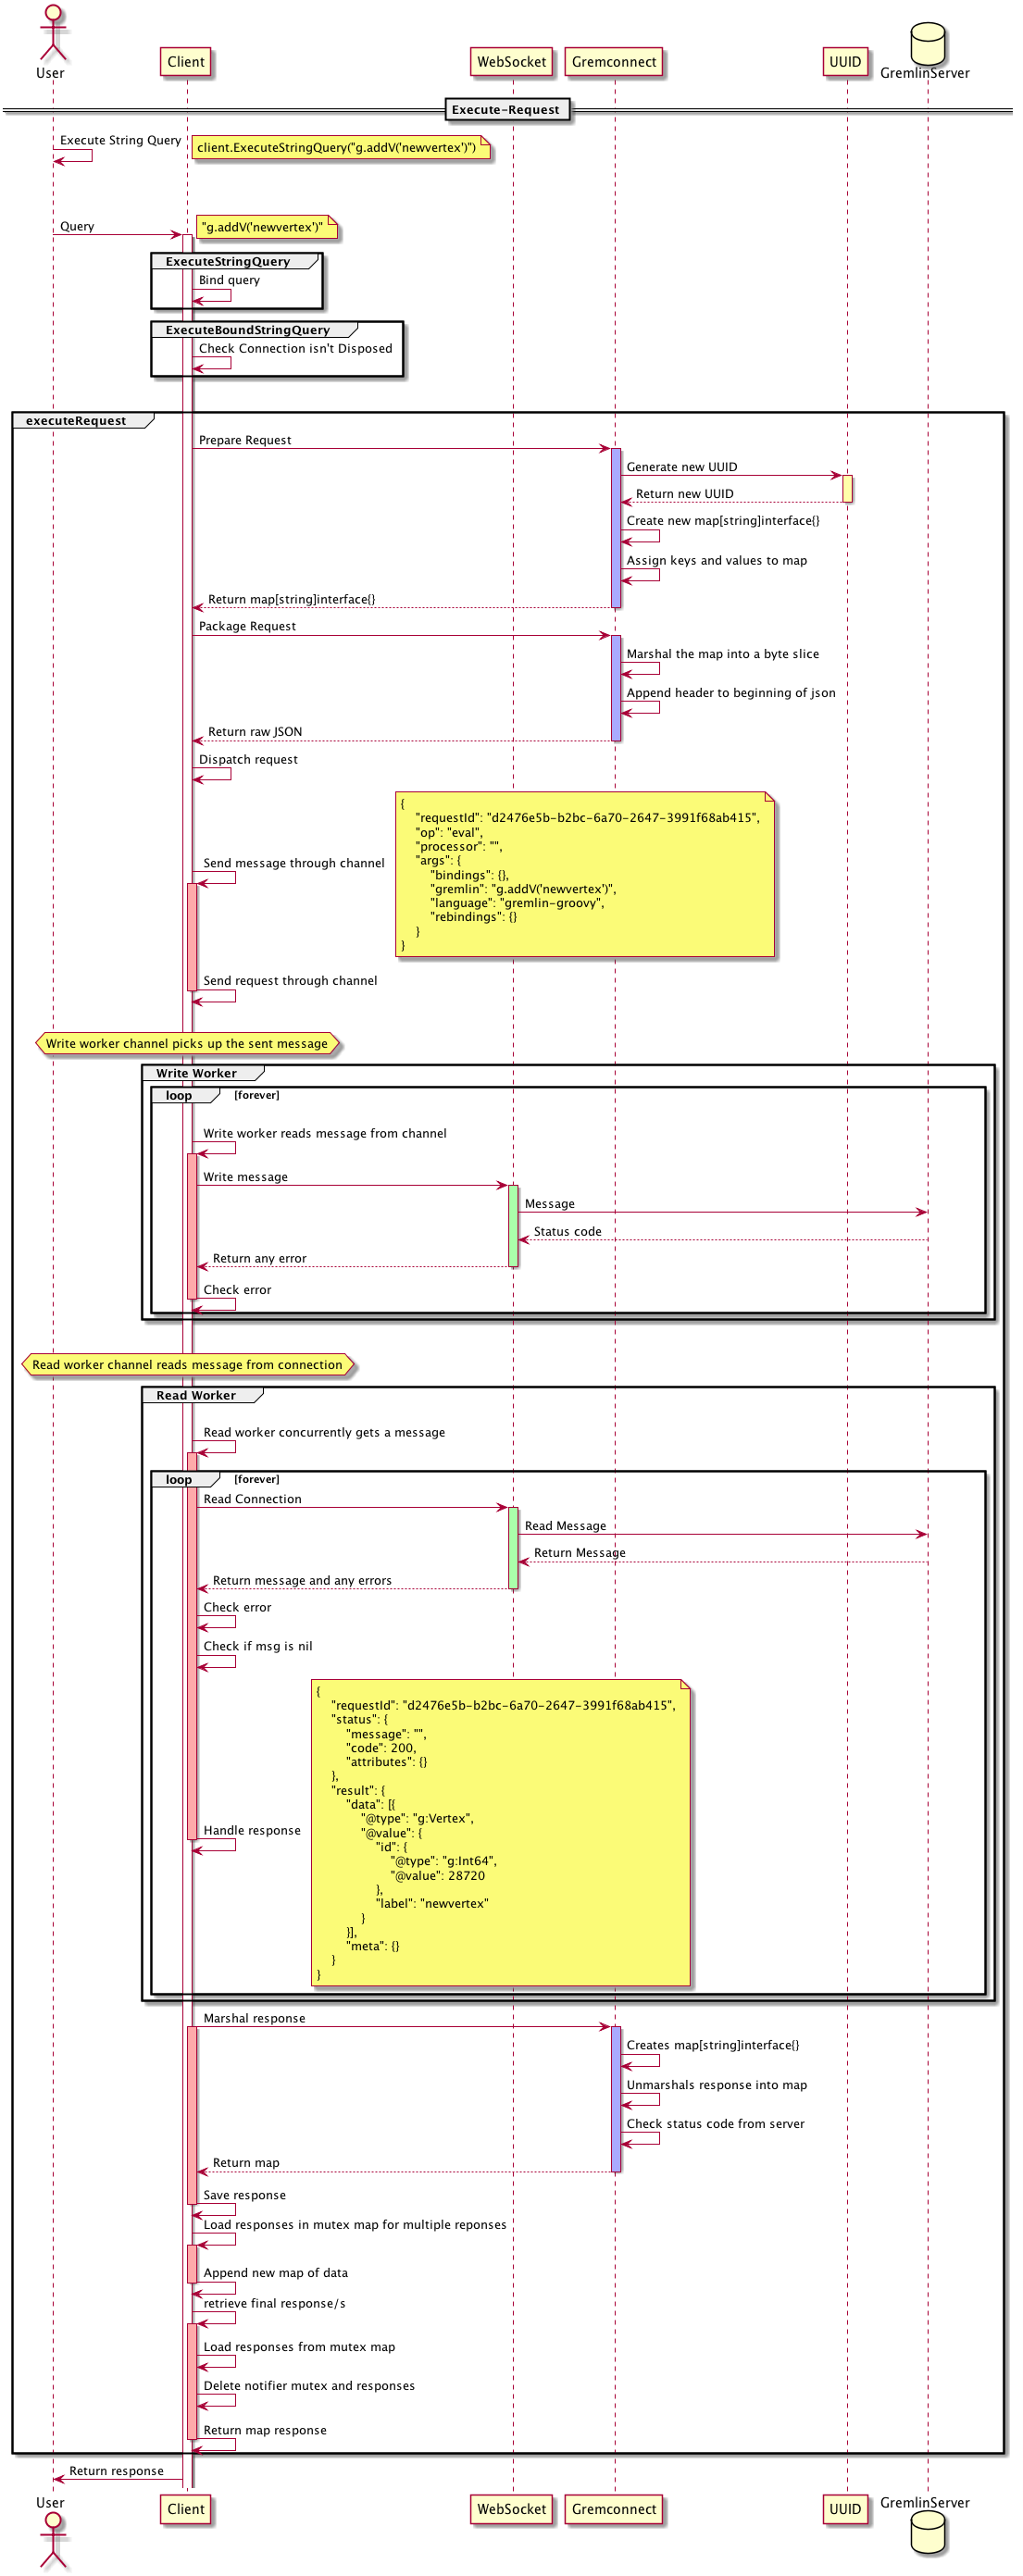 User
Client
WebSocket
Gremconnect
UUID
GremlinServer
Execute-Request
Execute String Query
client.ExecuteStringQuery("g.addV('newvertex')")
Query
"g.addV('newvertex')"
ExecuteStringQuery
Bind query
ExecuteBoundStringQuery
Check Connection isn't Disposed
executeRequest
Prepare Request
Generate new UUID
Return new UUID
Create new map[string]interface{}
Assign keys and values to map
Return map[string]interface{}
Package Request
Marshal the map into a byte slice
Append header to beginning of json
Return raw JSON
Dispatch request
{
"requestId": "d2476e5b-b2bc-6a70-2647-3991f68ab415",
"op": "eval",
"processor": "",
"args": {
"bindings": {},
"gremlin": "g.addV('newvertex')",
"language": "gremlin-groovy",
"rebindings": {}
}
}
Send message through channel
Send request through channel
Write worker channel picks up the sent message
Write Worker
loop [forever]
Write worker reads message from channel
Write message
Message
Status code
Return any error
Check error
Read worker channel reads message from connection
Read Worker
Read worker concurrently gets a message
loop [forever]
Read Connection
Read Message
Return Message
Return message and any errors
Check error
Check if msg is nil
{
"requestId": "d2476e5b-b2bc-6a70-2647-3991f68ab415",
"status": {
"message": "",
"code": 200,
"attributes": {}
},
"result": {
"data": [{
"@type": "g:Vertex",
"@value": {
"id": {
"@type": "g:Int64",
"@value": 28720
},
"label": "newvertex"
}
}],
"meta": {}
}
}
Handle response
Marshal response
Creates map[string]interface{}
Unmarshals response into map
Check status code from server
Return map
Save response
Load responses in mutex map for multiple reponses
Append new map of data
retrieve final response/s
Load responses from mutex map
Delete notifier mutex and responses
Return map response
Return response
User
Client
WebSocket
Gremconnect
UUID
GremlinServer